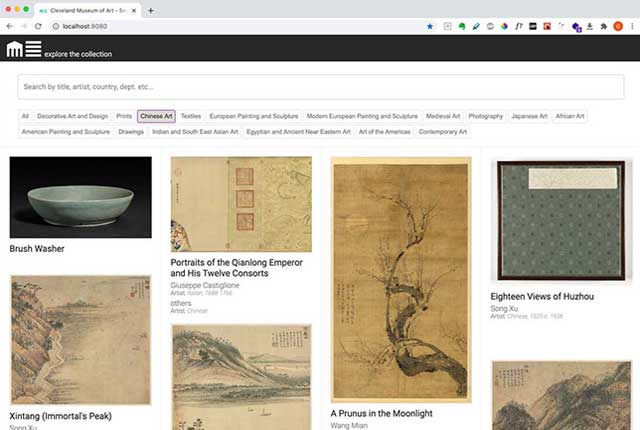 Cleveland Museum of Art - Se
localhost:8080
explore the collection
Search by title, artist, country, dept. etc...
All Decorative Art and Design Prints Chinese Art Textiles European Painting and Sculpture Modern European Painting and Sculpture Medieval Art Photography Japanese Art African Art
American Painting and Sculpture Drawings Indian and South East Asian Art Egyptian and Ancient Near Eastern Art Art of the Americas Contemporary Art
Brush Washer
Xintang (Immortal's Peak)
Song Xu
Portraits of the Qianlong Emperor
and His Twelve Consorts
Giuseppe Castiglione
Artist, Italian, 1688-1766
others
Artist, Chinese
A Prunus in the Moonlight
Wang Mian
Eighteen Views of Huzhou
Song Xu
Artist, Chinese, 1525-c. 1606